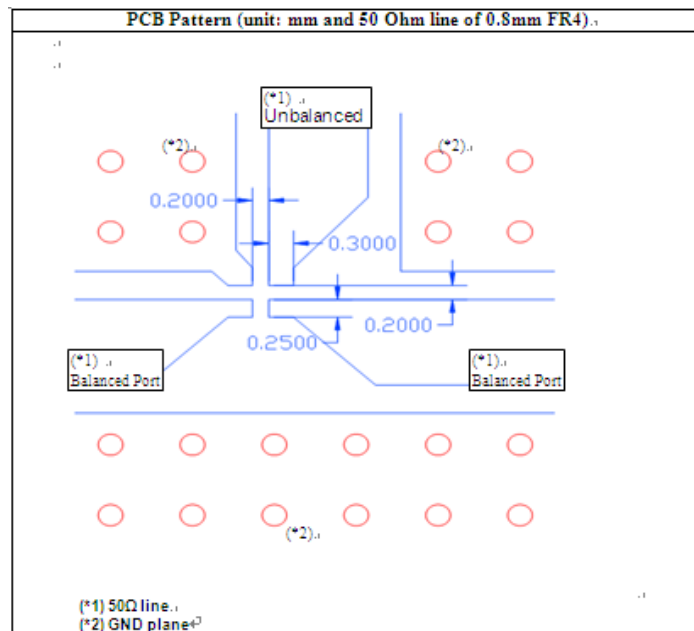 PCB Pattern (unit: mm and 50 Ohm line of 0.8mm FR4).
(*1)
Unbalanced
(*2).
(*2).
0.2000
0.3000
0.2000
0.2500
(*1)
Balanced Port
(*1).
Balanced Port
(*2).
(*1) 50Ω line.
(*2) GND plane